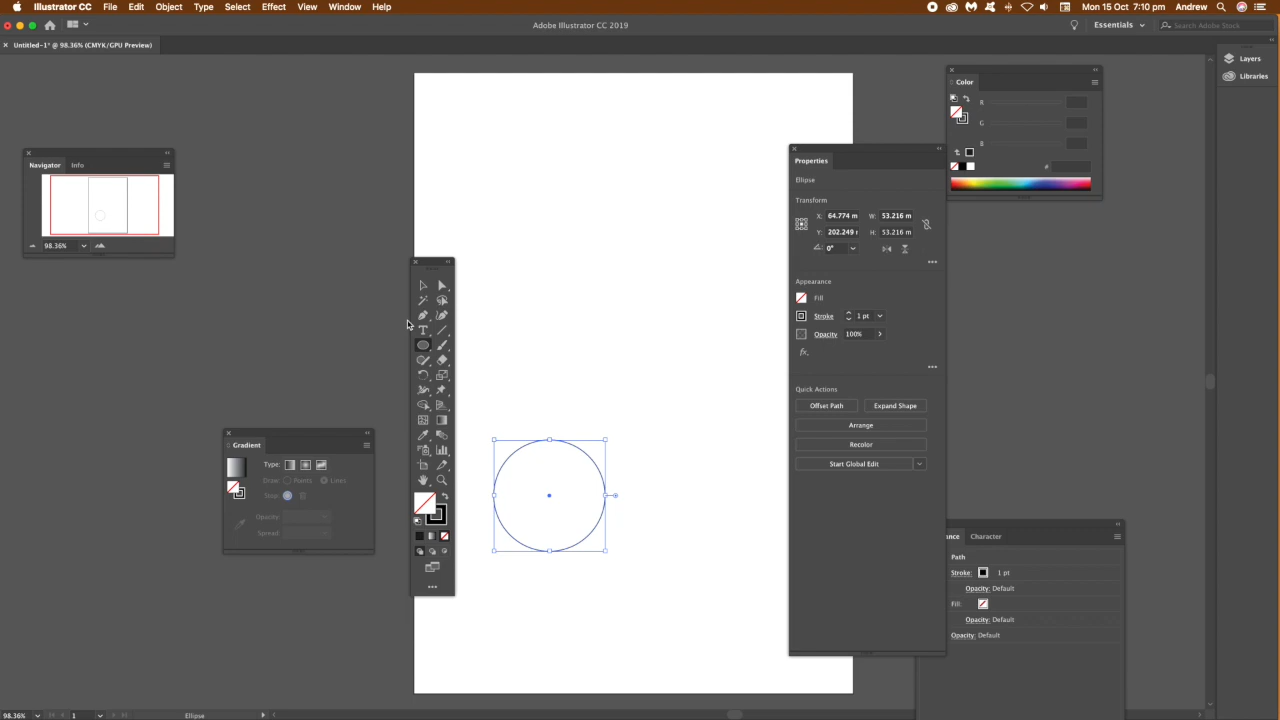 Illustrator CC File Edit Object Type Select Effect View Window Help
Mon 15 Oct 7:10 pm Andrew
Adobe Illustrator CC 2019
Essentials
Search Adobe Stock
Untitled-1* @ 98.36% (CMYK/GPU Preview)
Layers
Libraries
Color
R
G
B
#
Navigator Info
98.36%
Properties
Ellipse
Transform
X: 64.774 m W: 53.216 m
Y: 202.249 H: 53.216 m
0°
Appearance
Fill
Stroke 1 pt
Opacity 100%
fx.
Quick Actions
Offset Path Expand Shape
Arrange
Recolor
Start Global Edit
Gradient
Type:
Draw: Points Lines
Stop:
Opacity:
Spread:
T
ance Character
Path
Stroke: 1 pt
Opacity: Default
Fill:
Opacity: Default
Opacity: Default
98.36% 1 Ellipse